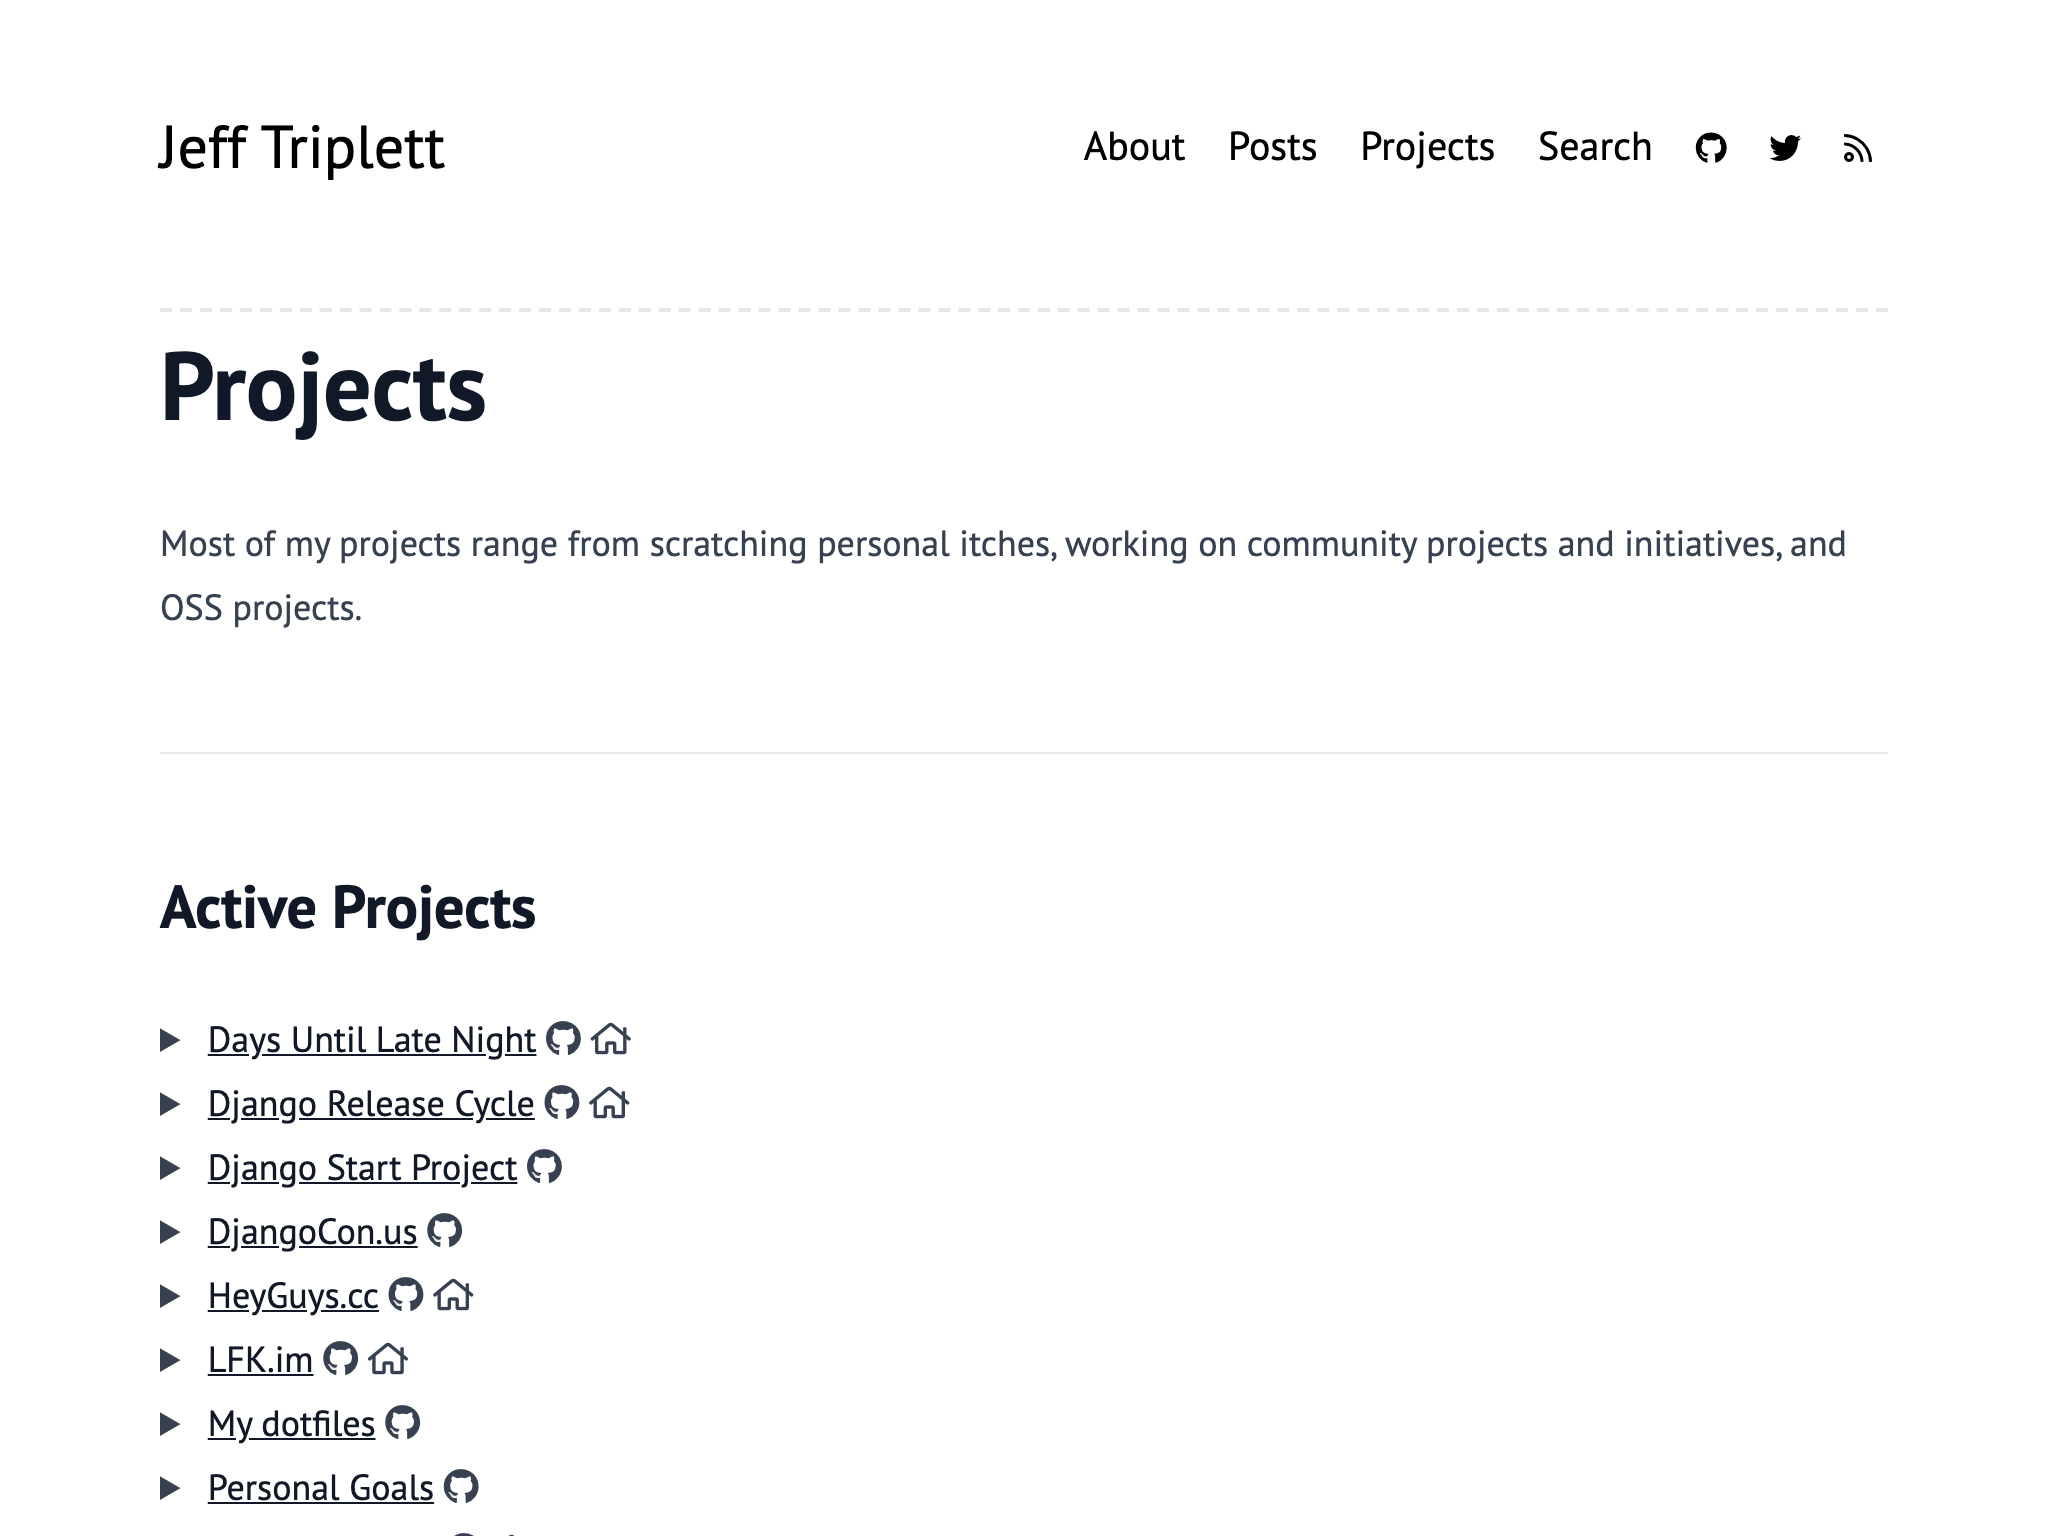 Jeff Triplett
About Posts Projects Search
Projects
Most of my projects range from scratching personal itches, working on community projects and initiatives, and
OSS projects.
Active Projects
Days Until Late Night
Django Release Cycle
Django Start Project
DjangoCon.us
HeyGuys.cc
LFK.im
My dotfiles
Personal Goals